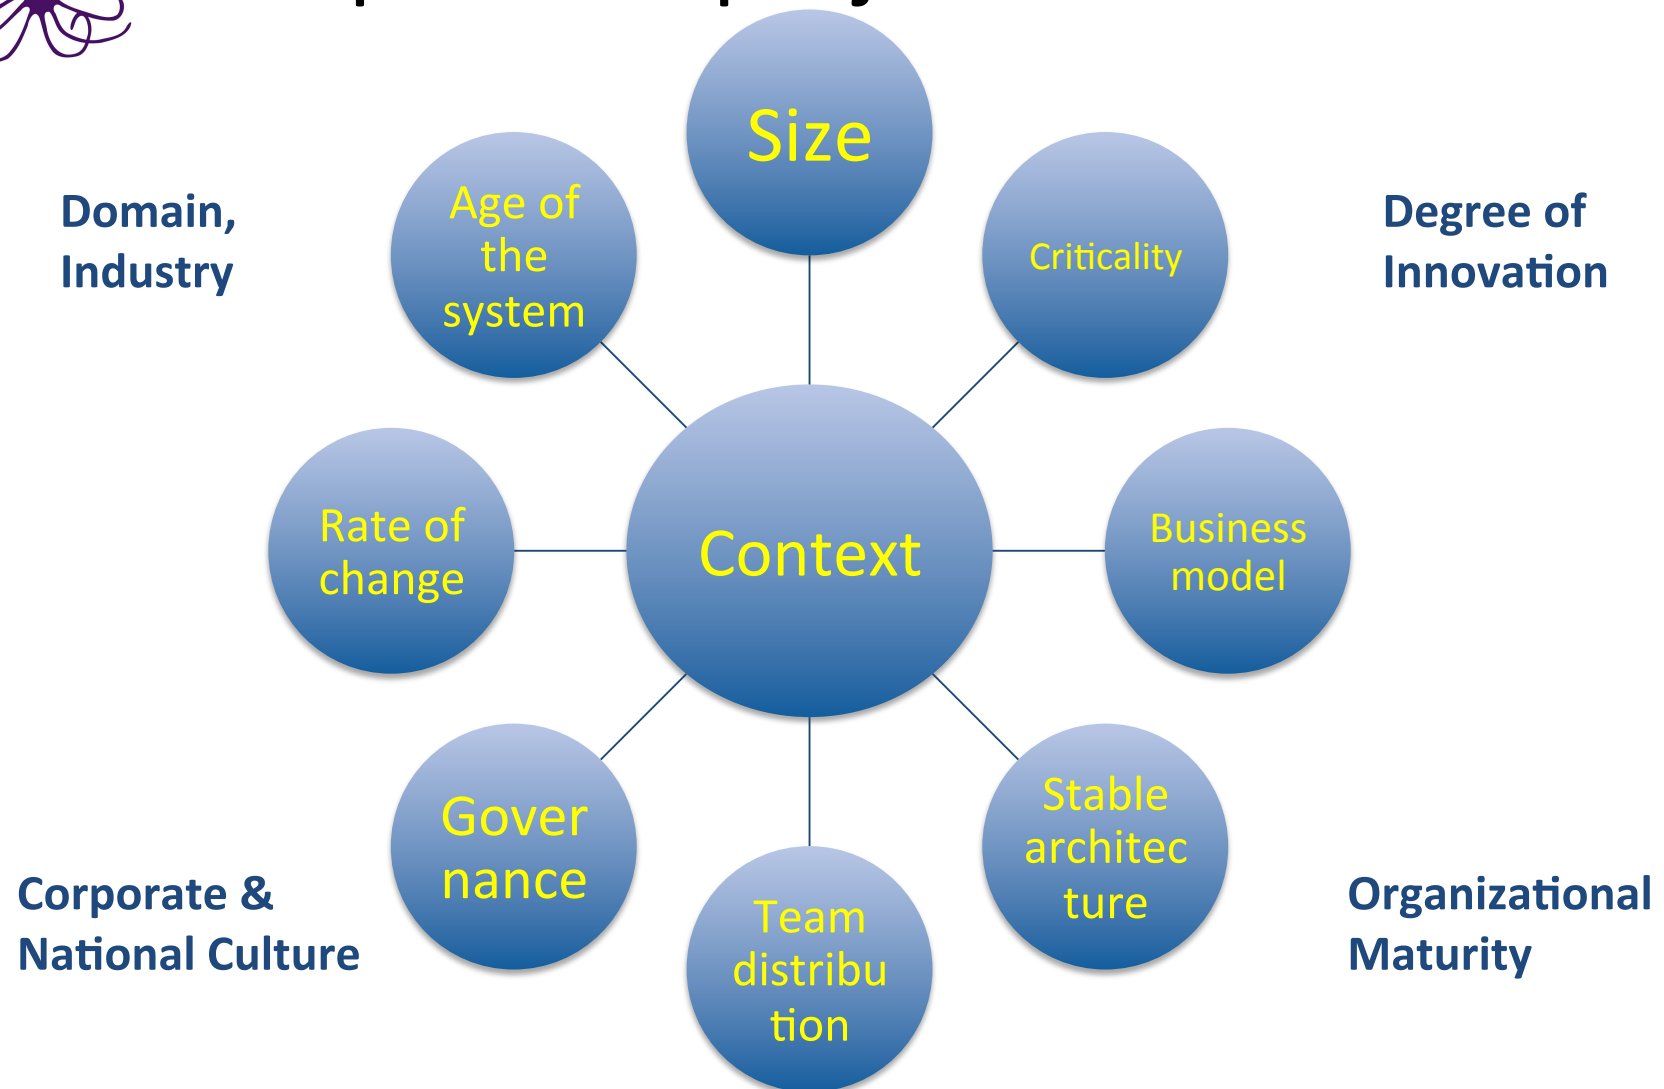 Size
Age of
the
system
Criticality
Domain,
Industry
Degree of
Innovation
Rate of
change
Context
Business
model
Gover
nance
Stable
architec
ture
Team
distribu
tion
Corporate &
National Culture
Organizational
Maturity